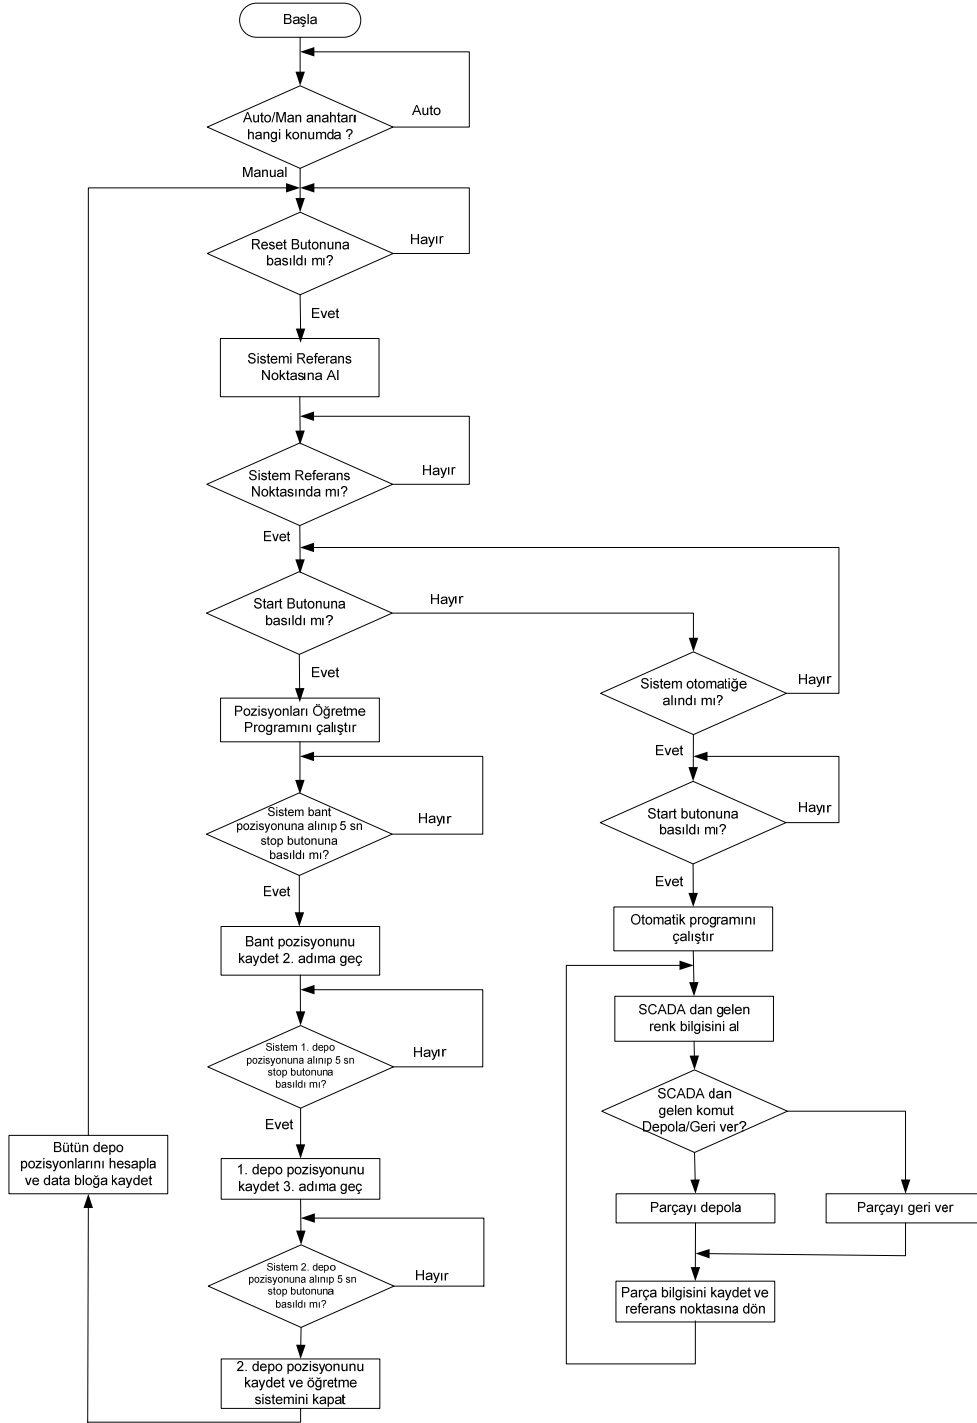 Başla
Auto/Man anahtarı
hangi konumda ?
Auto
Manual
Reset Butonuna
basıldı mı?
Hayır
Evet
Sistemi Referans
Noktasına Al
Sistem Referans
Noktasında mı?
Hayır
Evet
Start Butonuna
basıldı mı?
Hayır
Evet
Pozisyonları Öğretme
Programını çalıştır
Sistem bant
pozisyonuna alınıp 5 sn
stop butonuna
basıldı mı?
Hayır
Evet
Bant pozisyonunu
kaydet 2. adıma geç
Sistem 1. depo
pozisyonuna alınıp 5 sn
stop butonuna
basıldı mı?
Hayır
Evet
1. depo pozisyonunu
kaydet 3. adıma geç
Sistem 2. depo
pozisyonuna alınıp 5 sn
stop butonuna
basıldı mı?
Hayır
2. depo pozisyonunu
kaydet ve öğretme
sistemini kapat
Bütün depo
pozisyonlarını hesapla
ve data bloğa kaydet
Sistem otomatiğe
alındı mı?
Hayır
Evet
Start butonuna
basıldı mı?
Hayır
Evet
Otomatik programını
çalıştır
SCADA dan gelen
renk bilgisini al
SCADA dan
gelen komut
Depola/Geri ver?
Parçayı depola
Parçayı geri ver
Parça bilgisini kaydet ve
referans noktasına dön